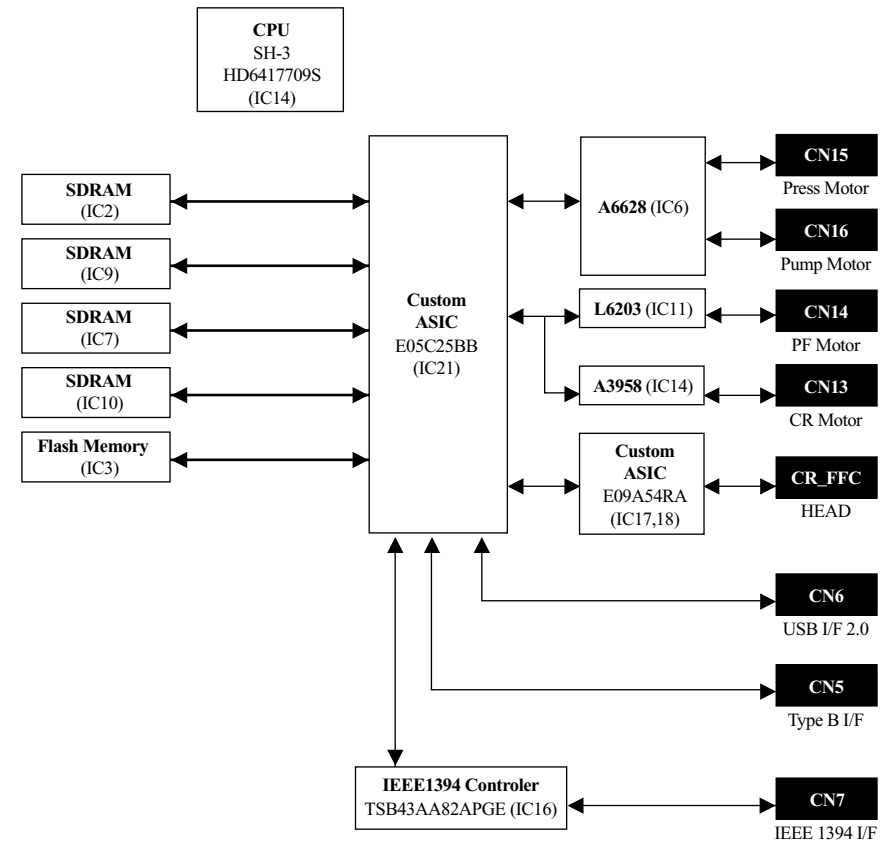 CPU
SH-3
HD6417709S
(IC14)
SDRAM
(IC2)
SDRAM
(IC9)
SDRAM
(IC7)
SDRAM
(IC10)
Flash Memory
(IC3)
Custom
ASIC
E05C25BB
(IC21)
A6628 (IC6)
L6203 (IC11)
A3958 (IC14)
Custom
ASIC
E09A54RA
(IC17,18)
CN15
Press Motor
CN16
Pump Motor
CN14
PF Motor
CN13
CR Motor
CR_FFC
HEAD
CN6
USB I/F 2.0
CN5
Type B I/F
IEEE1394 Controler
TSB43AA82APGE (IC16)
CN7
IEEE 1394 I/F